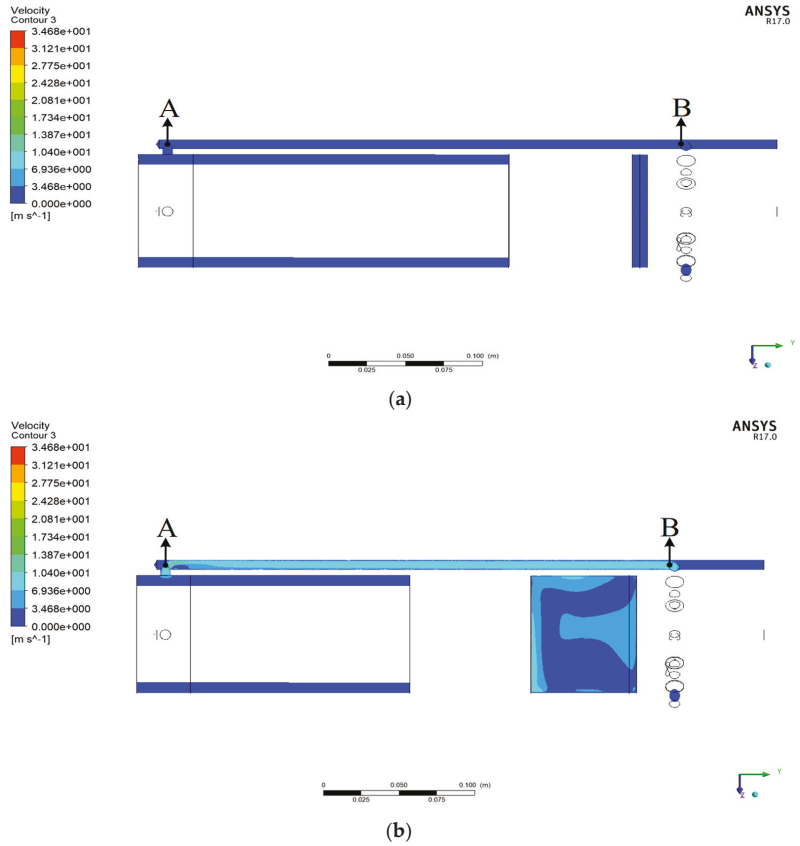 Velocity
Contour 3
ANSYS
R17.0
3.468e+001
3.121e+001
2.775e+001
2.428e+001
2.081e+001
1.734e+001
1.387e+001
1.040e+001
6.936e+000
3.468e+000
0.000e+000
[m s^-1]
A
B
0 0.050 0.100 (m)
0.025 0.075
Y
Z
(a)
Velocity
Contour 3
ANSYS
R17.0
3.468e+001
3.121e+001
2.775e+001
2.428e+001
2.081e+001
1.734e+001
1.387e+001
1.040e+001
6.936e+000
3.468e+000
0.000e+000
[m s^-1]
A
B
0 0.050 0.100 (m)
0.025 0.075
Y
Z
(b)